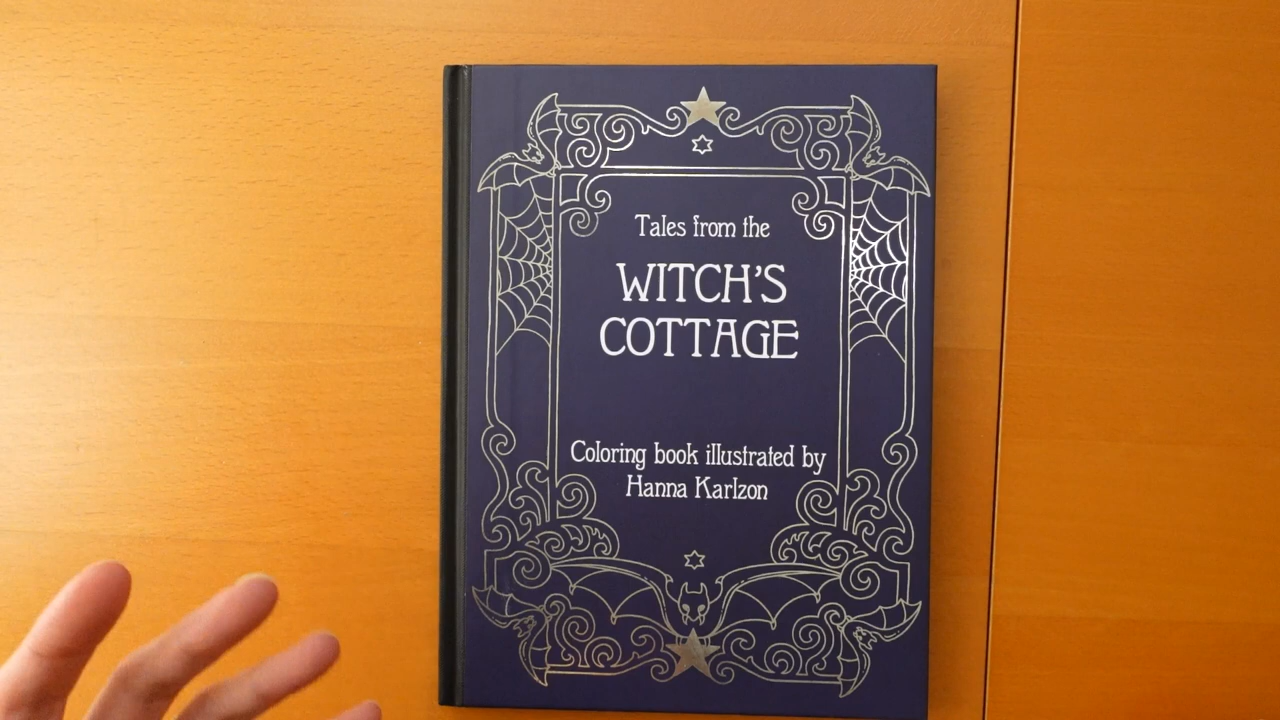 Tales from the
WITCH'S
COTTAGE
Coloring book illustrated by
Hanna Karlzon